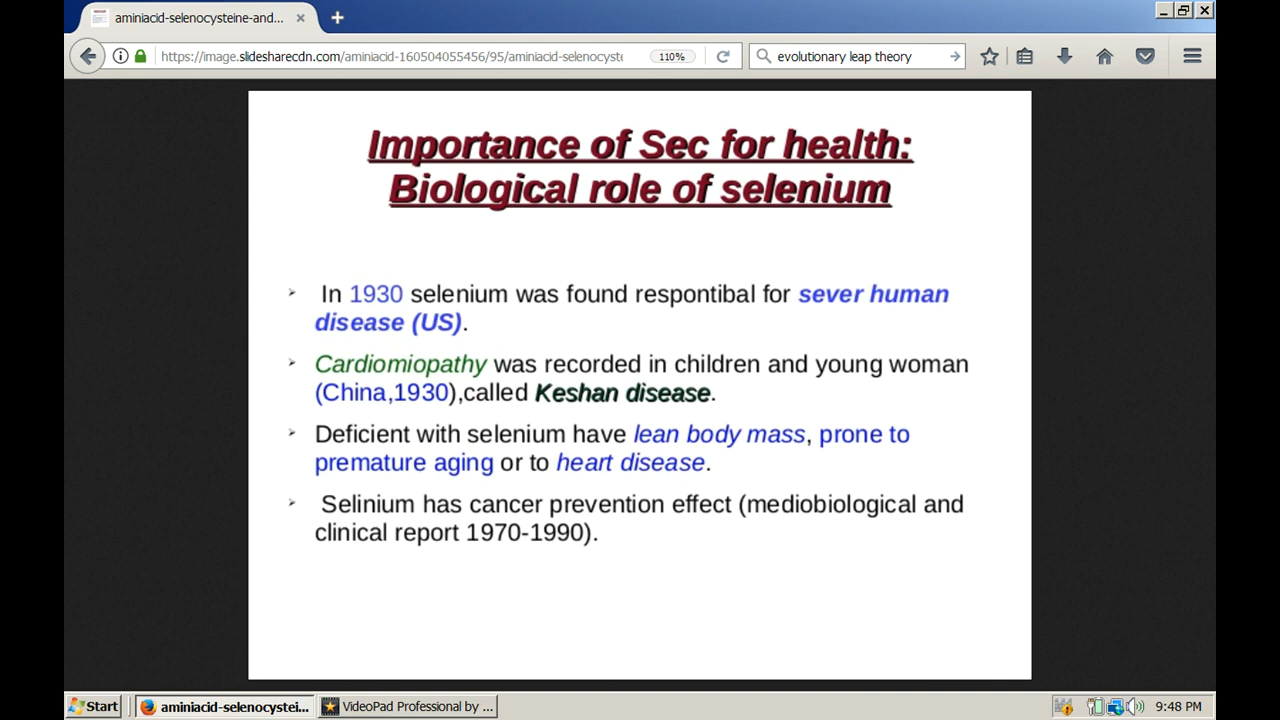 aminiacid-selenocysteine-and...
https://image.slidesharecdn.com/aminiacid-160504055456/95/aminiacid-selenocyste
110%
evolutionary leap theory
Importance of Sec for health:
Biological role of selenium
In 1930 selenium was found respontibal for sever human
disease (US).
Cardiomiopathy was recorded in children and young woman
(China,1930),called Keshan disease.
Deficient with selenium have lean body mass, prone to
premature aging or to heart disease.
Selinium has cancer prevention effect (mediobiological and
clinical report 1970-1990).
Start
aminiacid-selenocystei...
VideoPad Professional by ...
9:48 PM